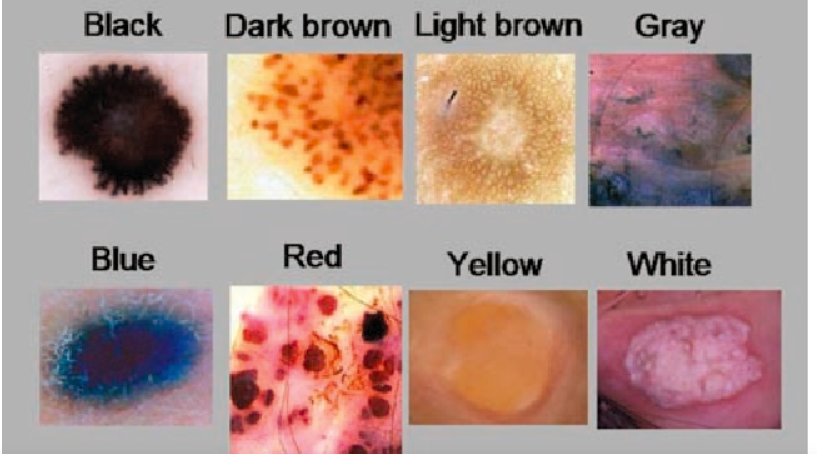 Black Dark brown Light brown Gray
Blue Red Yellow White